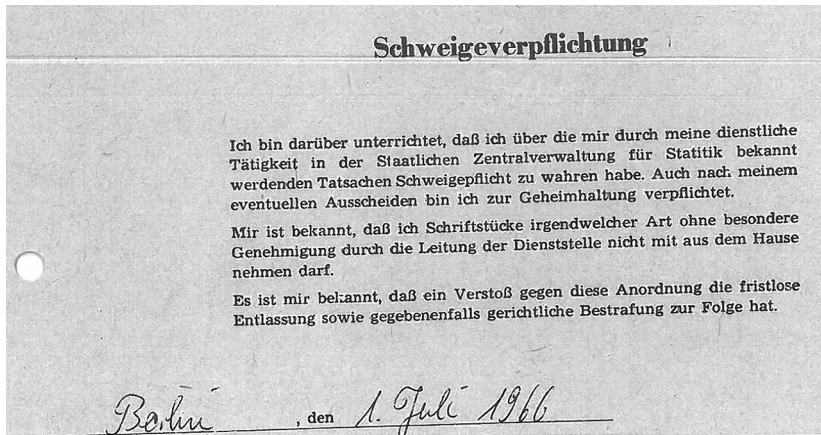 Schweigeverpflichtung
Ich bin darüber unterrichtet, daß ich über die mir durch meine dienstliche
Tätigkeit in der Staatlichen Zentralverwaltung für Statitik bekannt
werdenden Tatsachen Schweigepflicht zu wahren habe. Auch nach meinem
eventuellen Ausscheiden bin ich zur Geheimhaltung verpflichtet.
Mir ist bekannt, daß ich Schriftstücke irgendwelcher Art ohne besondere
Genehmigung durch die Leitung der Dienststelle nicht mit aus dem Hause
nehmen darf.
Es ist mir bekannt, daß ein Verstoß gegen diese Anordnung die fristlose
Entlassung sowie gegebenenfalls gerichtliche Bestrafung zur Folge hat.
Berlin, den 1. Juli 1966